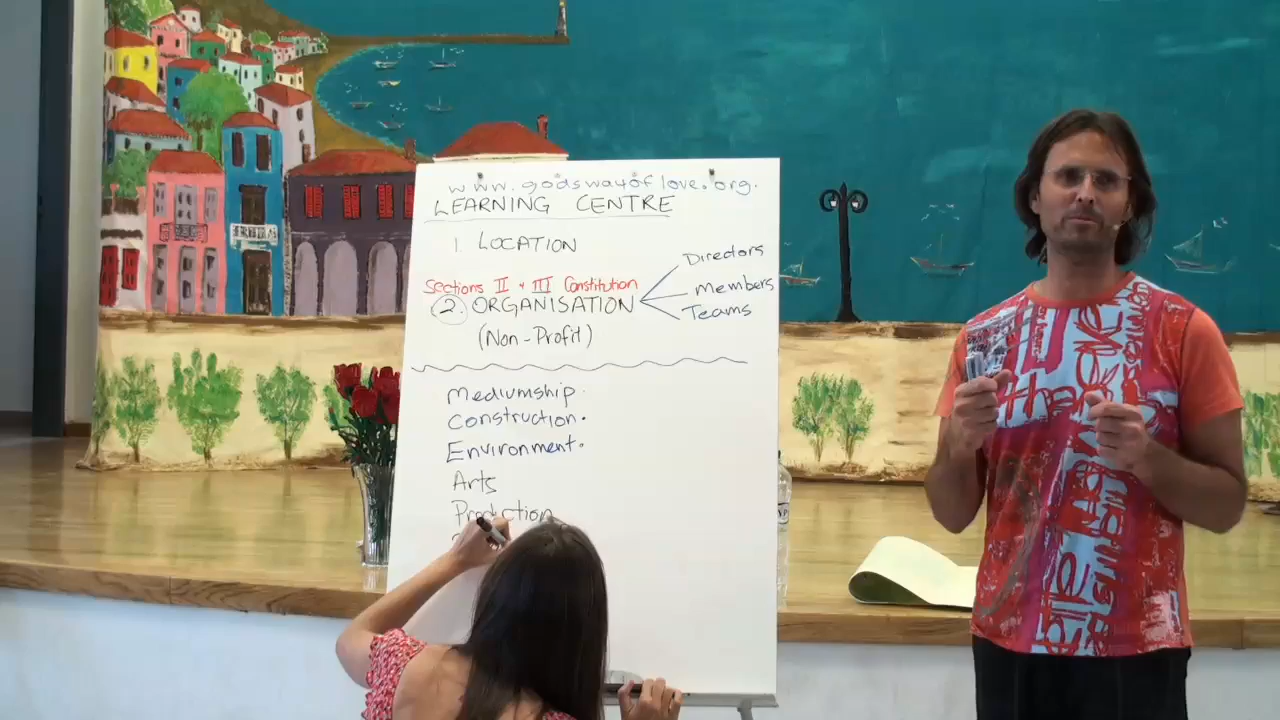 www.godswayoflove.org.
LEARNING CENTRE
1. LOCATION
Sections II + III Constitution
2. ORGANISATION
(Non-Profit)
Directors
members
Teams
Mediumship.
Construction.
Environment.
Arts
Production
the